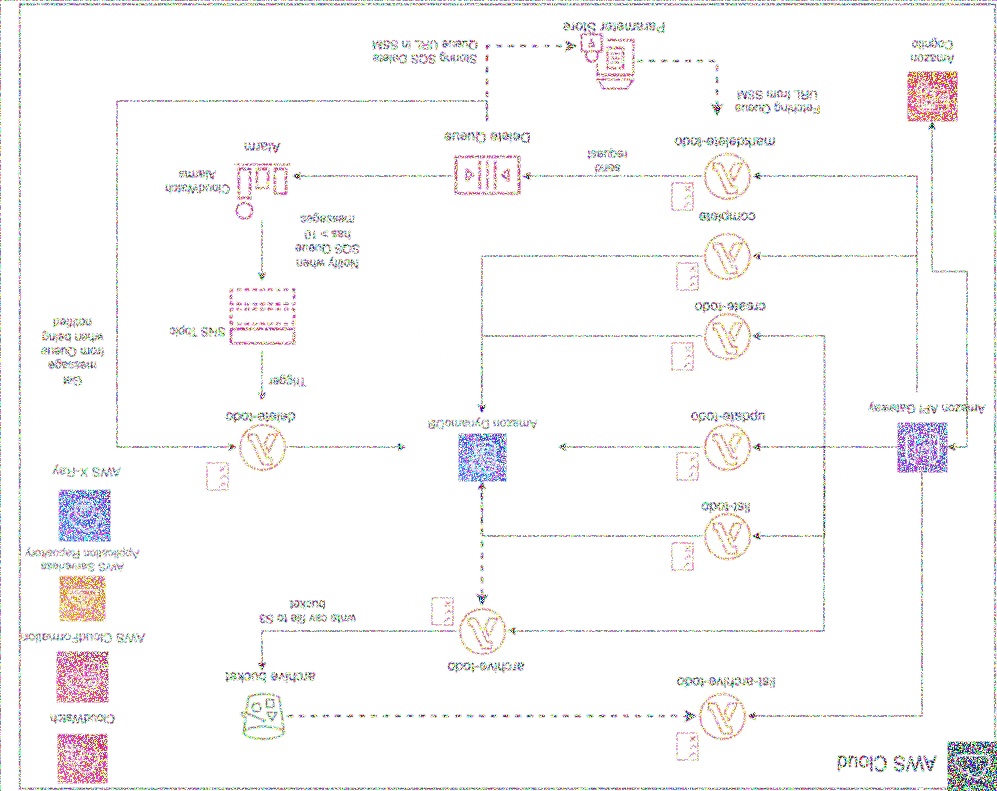 AWS Cloud
list-archive-todo
archive bucket
CloudWatch
archive-todo
write csv file to S3
bucket
AWS CloudFormation
list-todo
AWS Serverless
Application Repository
AWS X-Ray
Amazon API Gateway
update-todo
Amazon DynamoDB
delete-todo
Trigger
Get
message
from Queue
when being
notified
create-todo
SNS Topic
Notify when
SQS Queue
has > 10
messages
complete
markdelete-todo
send
request
Delete Queue
CloudWatch
Alarms
Alarm
Amazon
Cognito
Fetching Queue
URL from SSM
Parameter Store
Storing SQS Delete
Queue URL in SSM